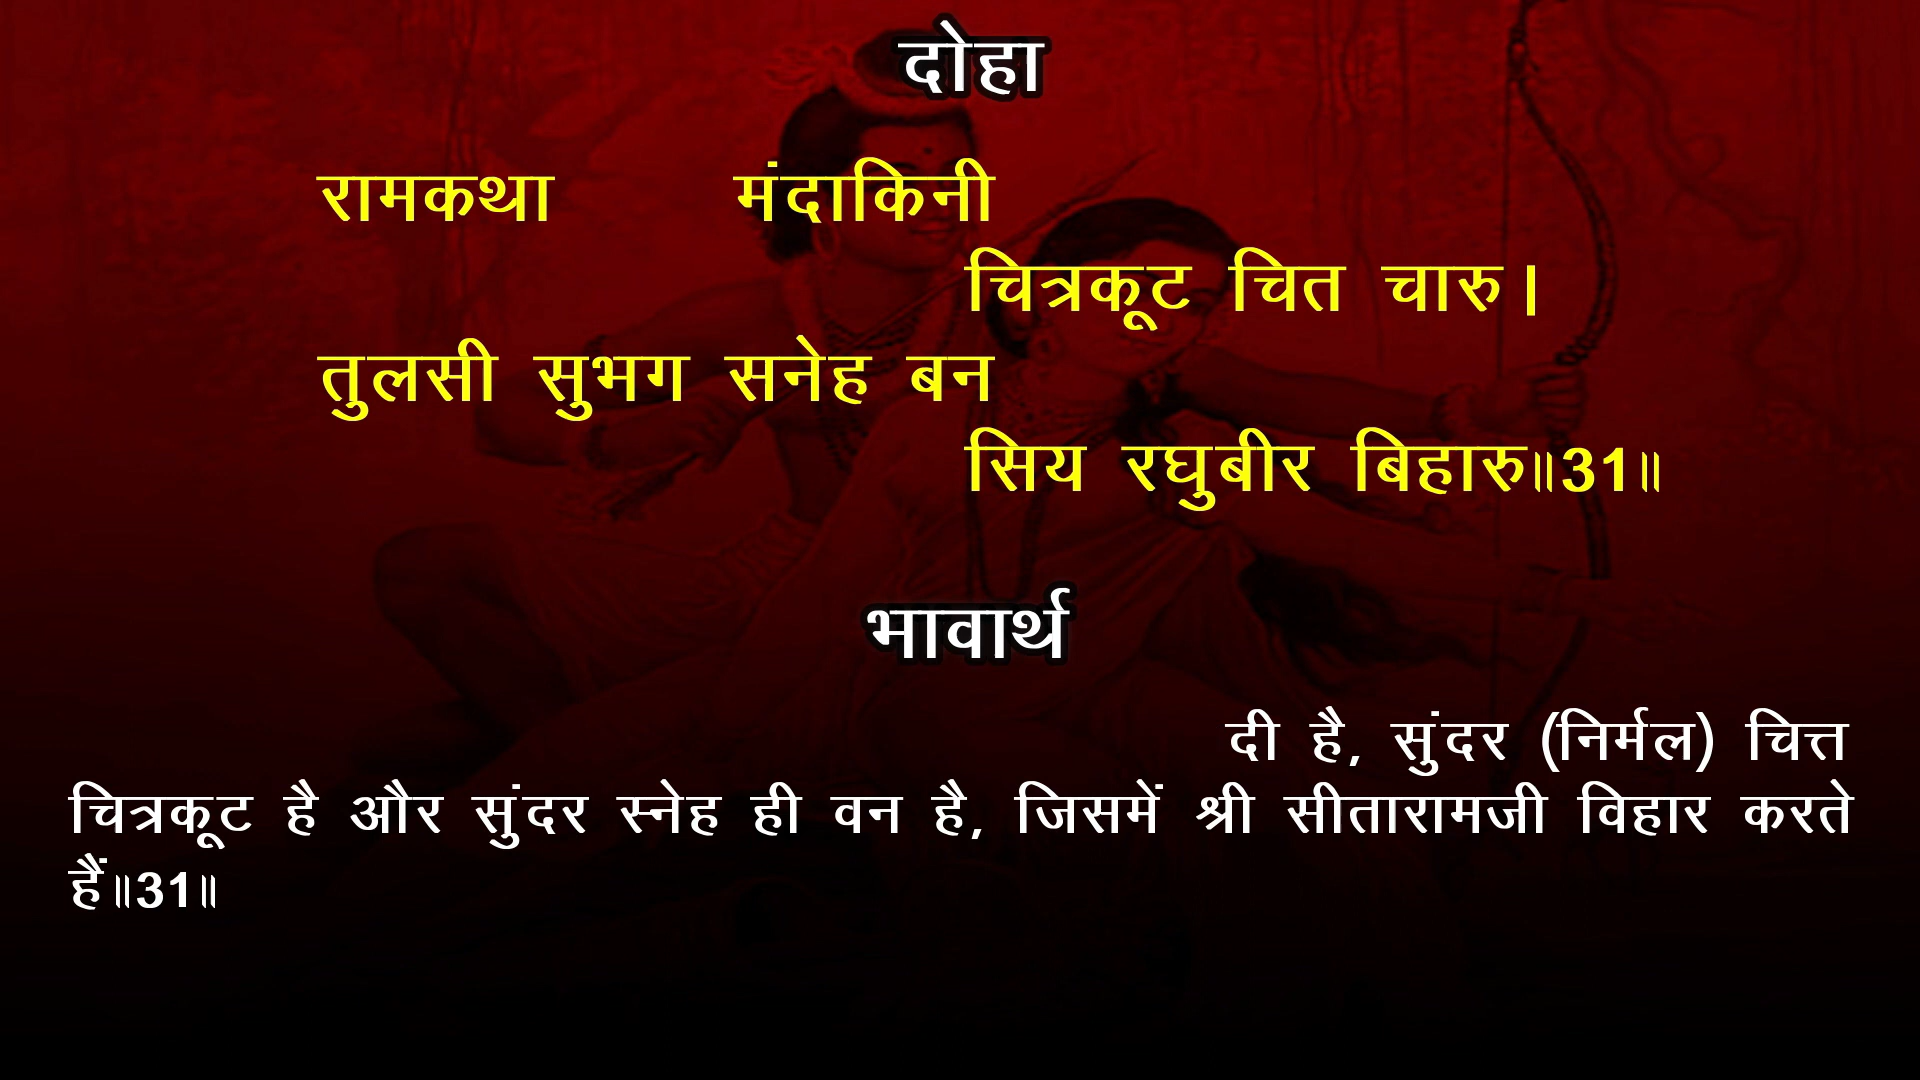 दोहा
रामकथा मंदाकिनी
चित्रकूट चित चारु।
तुलसी सुभग सनेह बन
सिय रघुबीर बिहारु॥31॥
भावार्थ
दी है, सुंदर (निर्मल) चित्त
चित्रकूट है और सुंदर स्नेह ही वन है, जिसमें श्री सीतारामजी विहार करते
हैं॥31॥